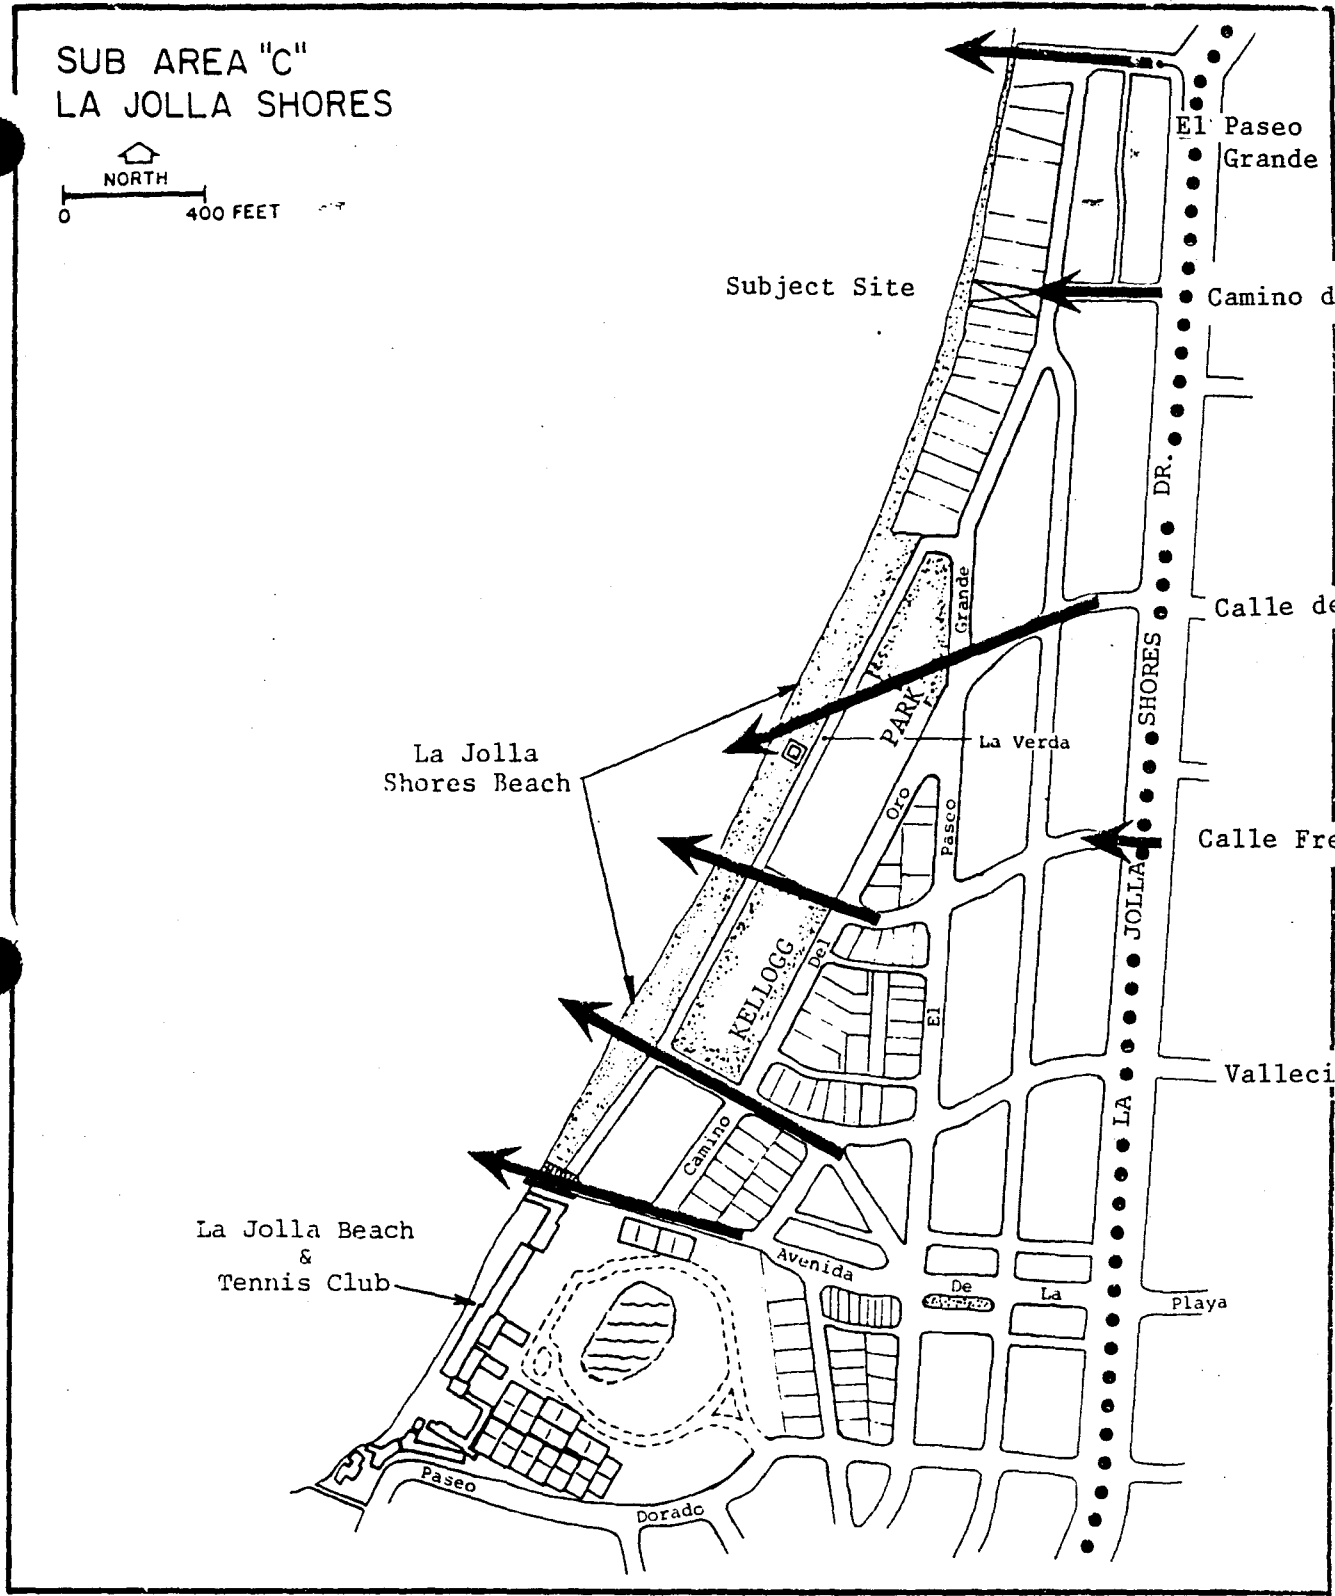 SUB AREA "C"
LA JOLLA SHORES
NORTH
0 400 FEET
El Paseo
Grande
Subject Site
Camino d
DR.
Grande
Calle de
SHORES
PARK
La Verda
La Jolla
Shores Beach
Oro
Paseo
Calle Fre
JOLLA
Del
KELLOGG
El
Valleci
LA
Camino
La Jolla Beach
&
Tennis Club
Avenida
De
La
Playa
Paseo
Dorado